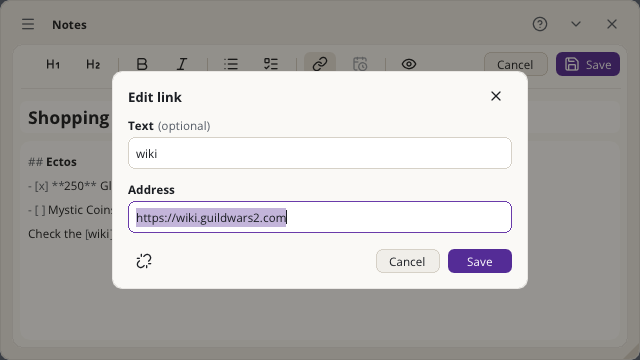 Notes
H1 H2 B I Cancel Save
Shopping
## Ectos
- [x] **250** Gl
- [ ] Mystic Coins
Check the [wiki]
Edit link
Text (optional)
wiki
Address
https://wiki.guildwars2.com
Cancel Save